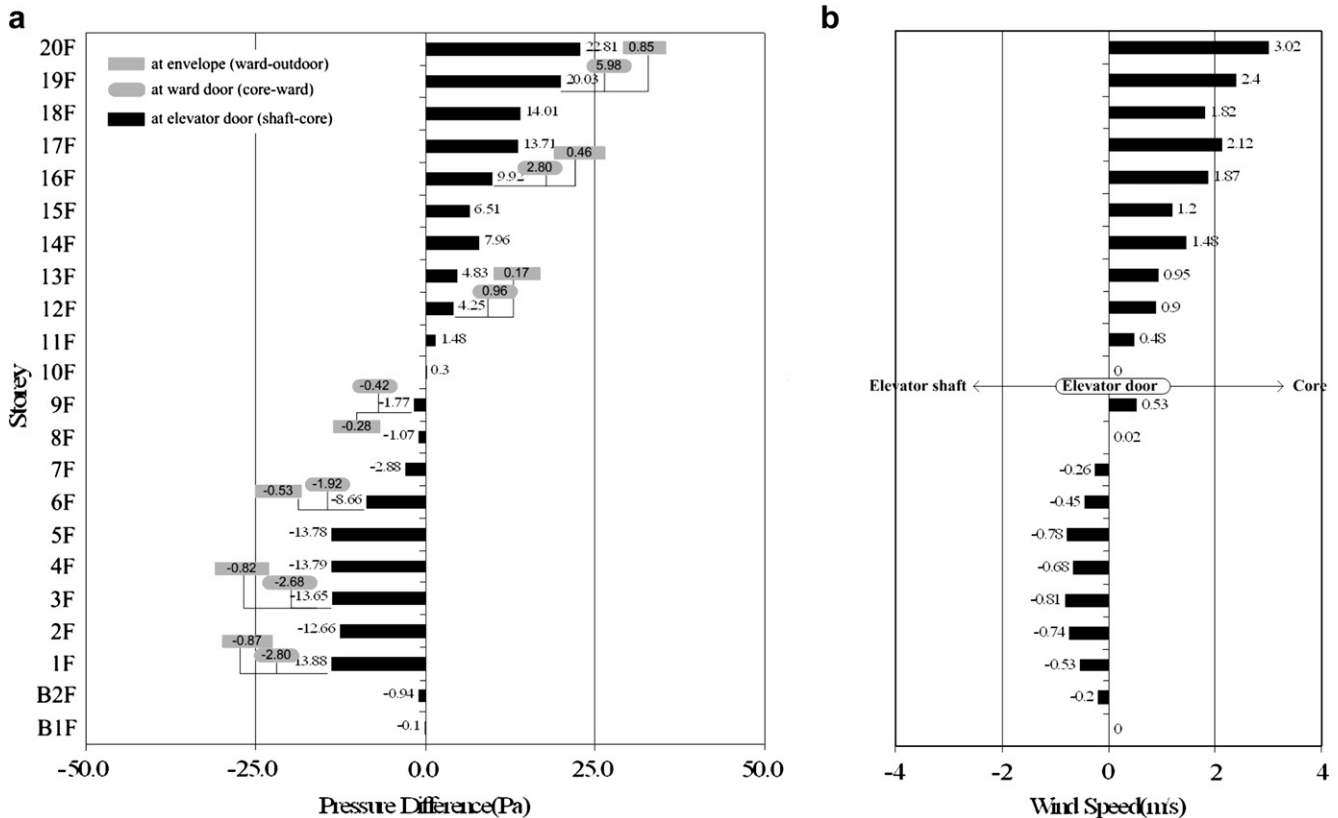 a
20F 22.81 0.85
at envelope (ward-outdoor)
5.98
19F 20.03
at ward door (core-ward)
18F 14.01
at elevator door (shaft-core)
17F 13.71
0.46
16F 9.92 2.80
15F 6.51
14F 7.96
13F 4.83 0.17
0.96
12F 4.25
11F 1.48
10F 0.3
-0.42
9F -1.77
-0.28
8F -1.07
7F -2.88
-0.53 -1.92
6F -8.66
5F -13.78
4F -0.82 -13.79
-2.68
3F -13.65
2F -12.66
-0.87
-2.80
1F 13.88
B2F -0.94
B1F -0.1
Storey
-50.0 -25.0 0.0 25.0 50.0
Pressure Difference(Pa)
b
3.02
2.4
1.82
2.12
1.87
1.2
1.48
0.95
0.9
0.48
0
Elevator shaft Elevator door Core
0.53
0.02
-0.26
-0.45
-0.78
-0.68
-0.81
-0.74
-0.53
-0.2
0
-4 -2 0 2 4
Wind Speed(m/s)